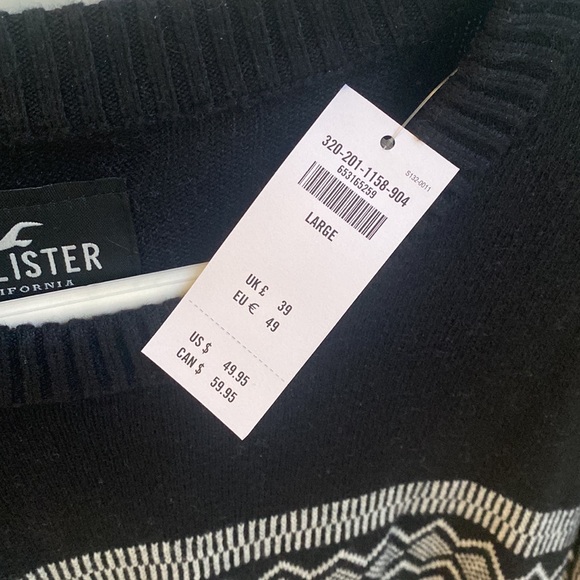 LISTER
IFORNIA
320-201-1158-904
653165259
S132-0011
LARGE
UK £ 39
EU € 49
US $ 49.95
CAN $ 59.95